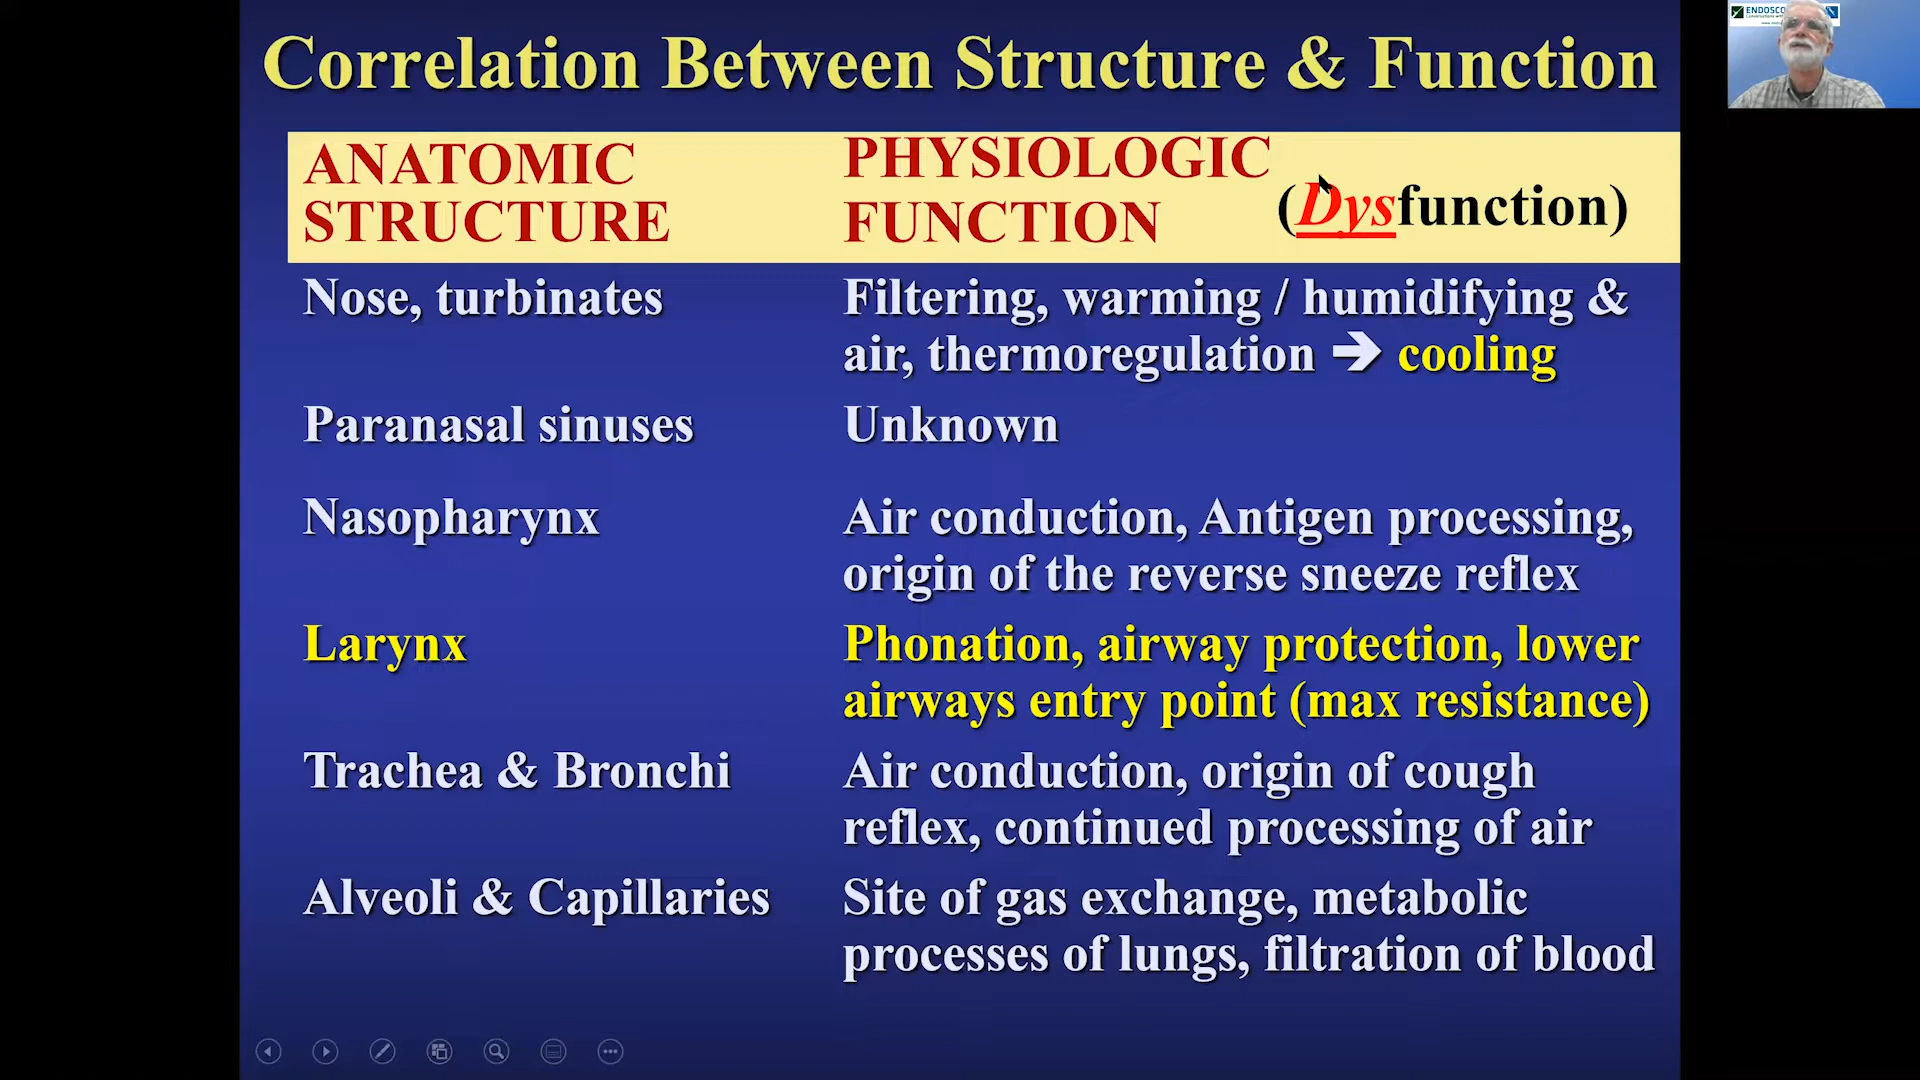 Correlation Between Structure & Function
ANATOMIC
STRUCTURE
PHYSIOLOGIC
FUNCTION
(Dysfunction)
Nose, turbinates
Filtering, warming / humidifying &
air, thermoregulation ➔ cooling
Paranasal sinuses
Unknown
Nasopharynx
Air conduction, Antigen processing,
origin of the reverse sneeze reflex
Larynx
Phonation, airway protection, lower
airways entry point (max resistance)
Trachea & Bronchi
Air conduction, origin of cough
reflex, continued processing of air
Alveoli & Capillaries
Site of gas exchange, metabolic
processes of lungs, filtration of blood